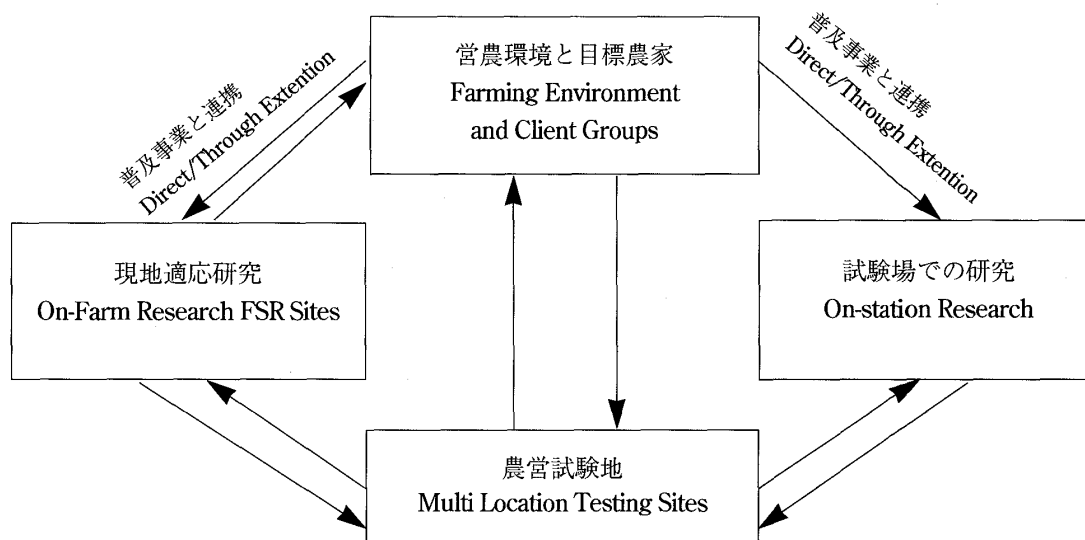 営農環境と目標農家
Farming Environment
and Client Groups
普及事業と連携
Direct/Through Extention
普及事業と連携
Direct/Through Extention
現地適応研究
On-Farm Research FSR Sites
試験場での研究
On-station Research
農営試験地
Multi Location Testing Sites